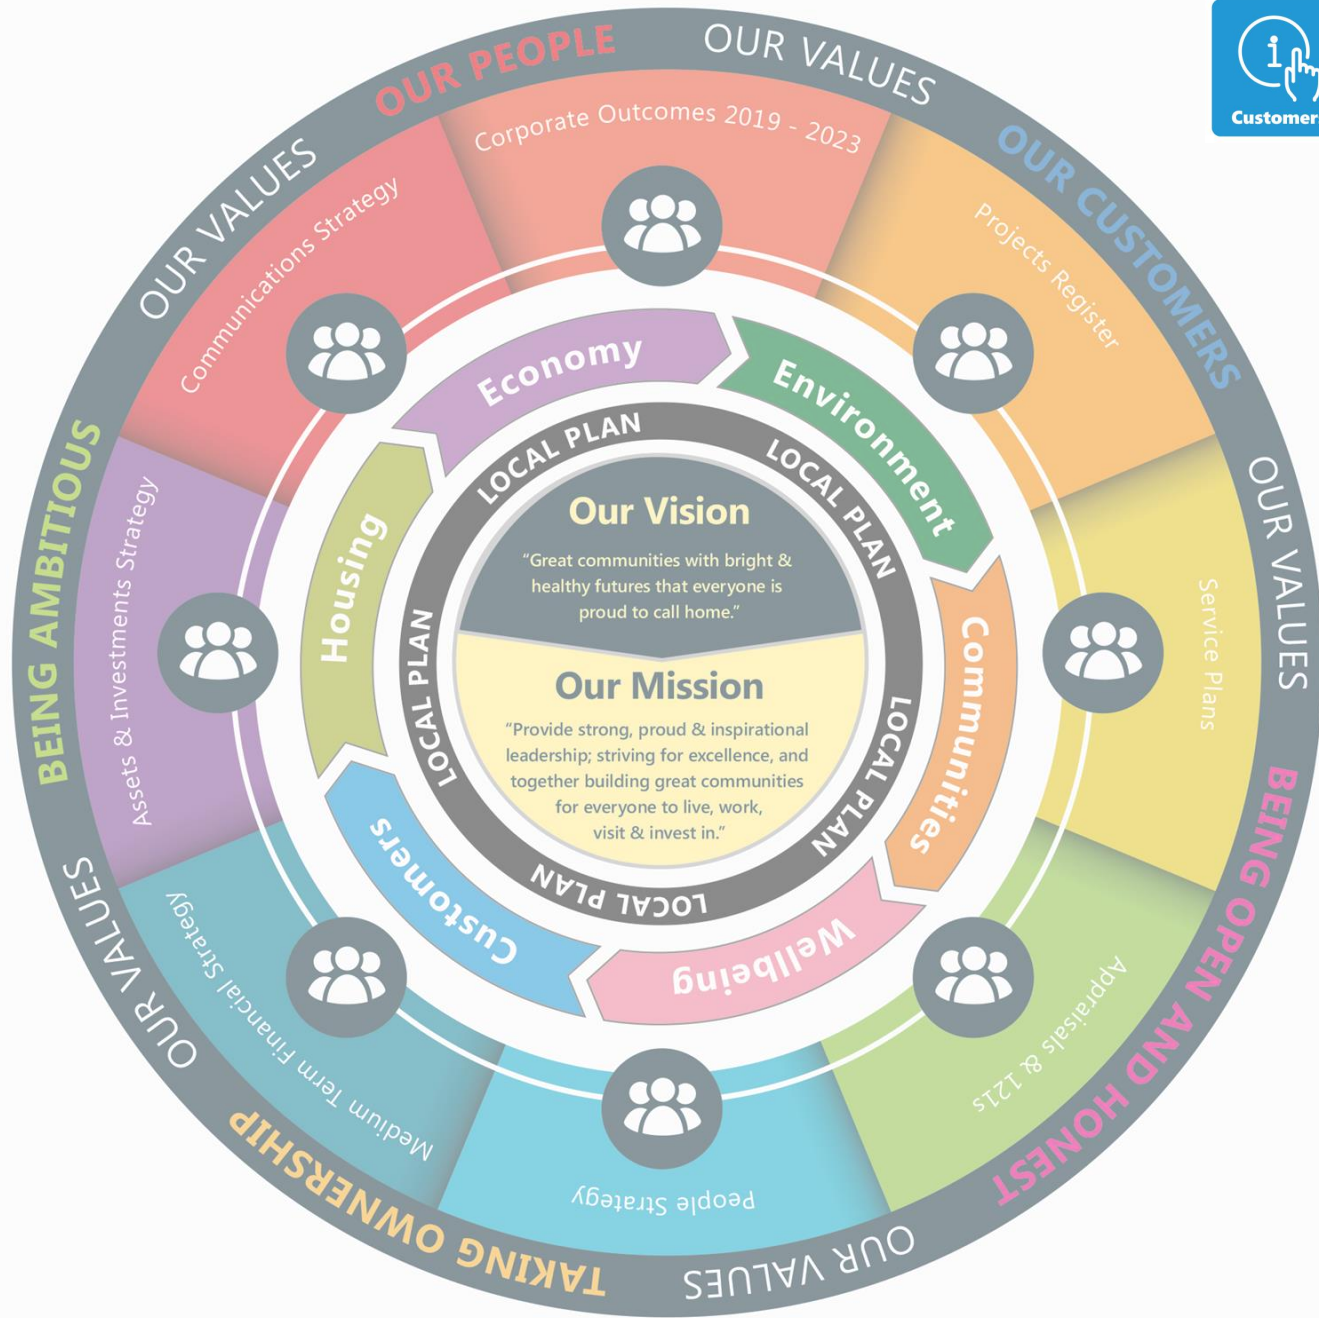 OUR PEOPLE
OUR VALUES
OUR CUSTOMERS
OUR VALUES
BEING OPEN AND HONEST
OUR VALUES
TAKING OWNERSHIP
OUR VALUES
BEING AMBITIOUS
OUR VALUES
Corporate Outcomes 2019 - 2023
Projects Register
Service Plans
Appraisals & 121s
People Strategy
Medium Term Financial Strategy
Assets & Investments Strategy
Communications Strategy
Economy
Environment
Communities
Wellbeing
Customers
Housing
LOCAL PLAN
LOCAL PLAN
LOCAL PLAN
LOCAL PLAN
LOCAL PLAN
Our Vision
“Great communities with bright &
healthy futures that everyone is
proud to call home.”
Our Mission
“Provide strong, proud & inspirational
leadership; striving for excellence, and
together building great communities
for everyone to live, work,
visit & invest in.”
i
Customers